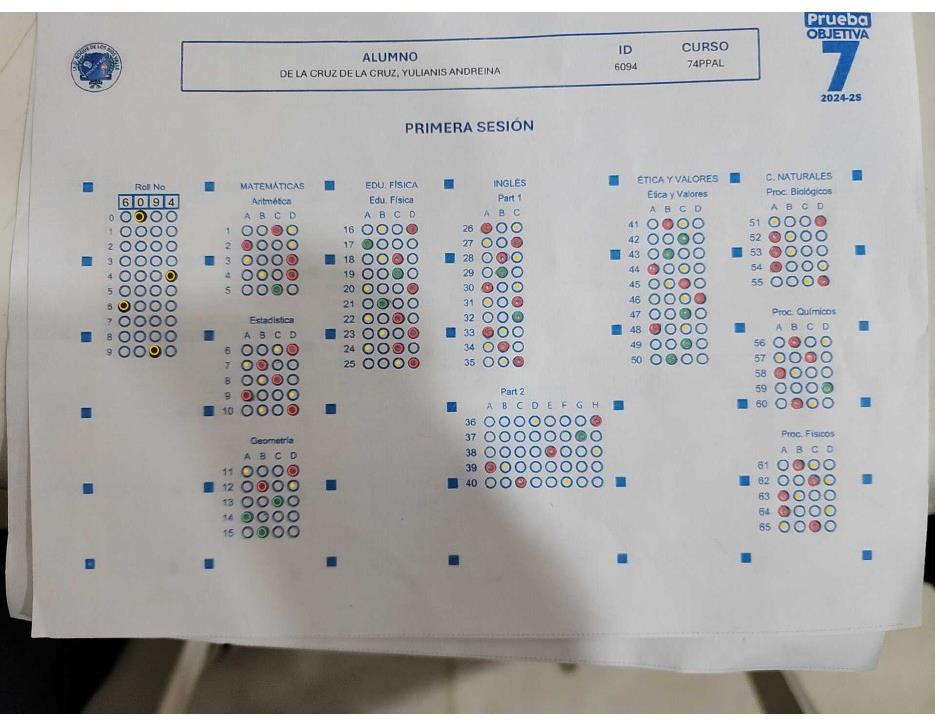 Prueba
OBJETIVA
7
2024-2S
ALUMNO
DE LA CRUZ DE LA CRUZ, YULIANIS ANDREINA
ID
6094
CURSO
74PPAL
PRIMERA SESIÓN
Roll No
6 0 9 4
0
1
2
3
4
5
6
7
8
9
MATEMÁTICAS
Aritmética
A B C D
1
2
3
4
5
Estadística
A B C D
6
7
8
9
10
Geometría
A B C D
11
12
13
14
15
EDU. FÍSICA
Edu. Física
A B C D
16
17
18
19
20
21
22
23
24
25
INGLÉS
Part 1
A B C
26
27
28
29
30
31
32
33
34
35
Part 2
A B C D E F G H
36
37
38
39
40
ÉTICA Y VALORES
Ética y Valores
A B C D
41
42
43
44
45
46
47
48
49
50
C. NATURALES
Proc. Biológicos
A B C D
51
52
53
54
55
Proc. Químicos
A B C D
56
57
58
59
60
Proc. Físicos
A B C D
61
62
63
64
65